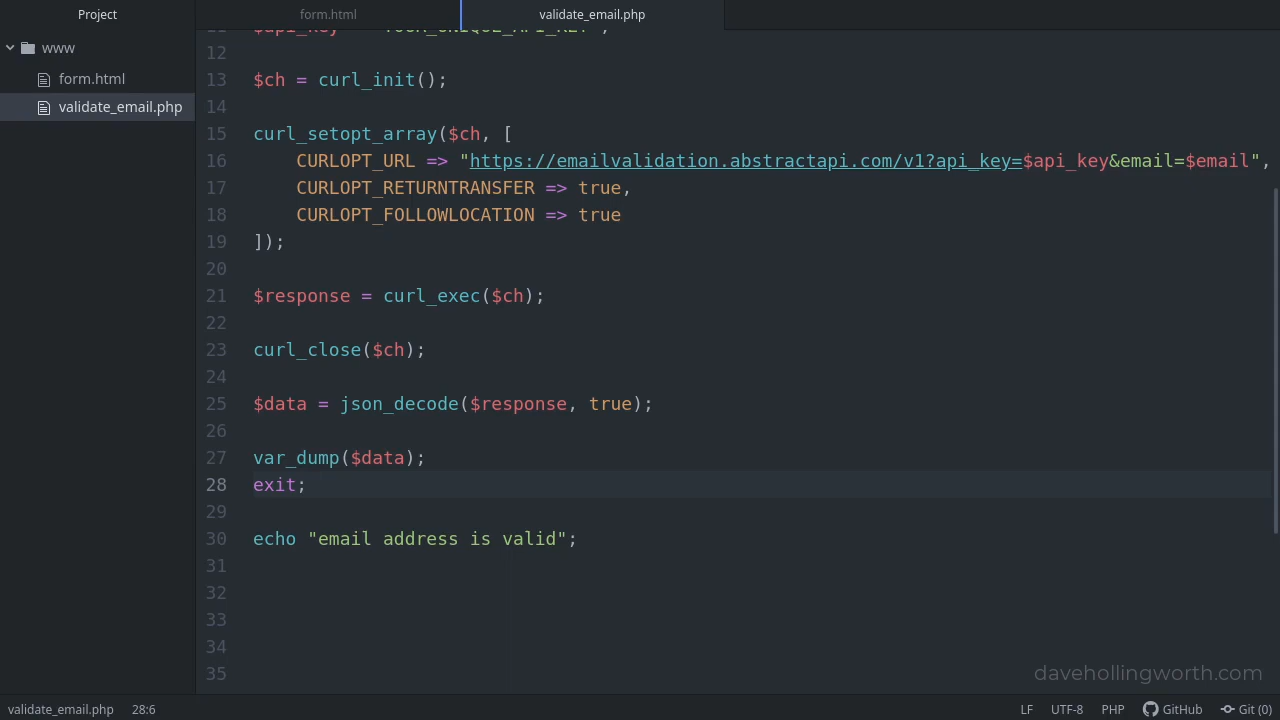 Project
form.html
validate_email.php
www
form.html
validate_email.php
11 $api_key = "YOUR_UNIQUE_API_KEY";
12
13 $ch = curl_init();
14
15 curl_setopt_array($ch, [
16     CURLOPT_URL => "https://emailvalidation.abstractapi.com/v1?api_key=$api_key&email=$email",
17     CURLOPT_RETURNTRANSFER => true,
18     CURLOPT_FOLLOWLOCATION => true
19 ]);
20
21 $response = curl_exec($ch);
22
23 curl_close($ch);
24
25 $data = json_decode($response, true);
26
27 var_dump($data);
28 exit;
29
30 echo "email address is valid";
31
32
33
34
35
davehollingworth.com
validate_email.php 28:6 LF UTF-8 PHP GitHub Git (0)